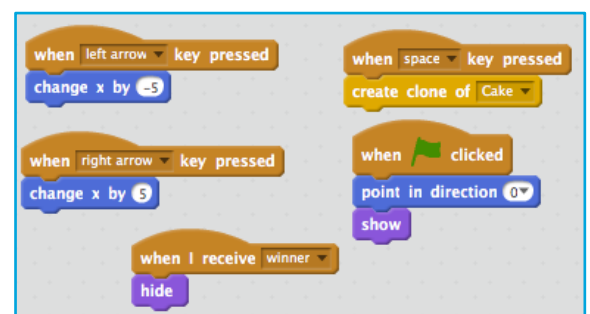 when left arrow key pressed
change x by -5
when right arrow key pressed
change x by 5
when space key pressed
create clone of Cake
when clicked
point in direction 0
show
when I receive winner
hide